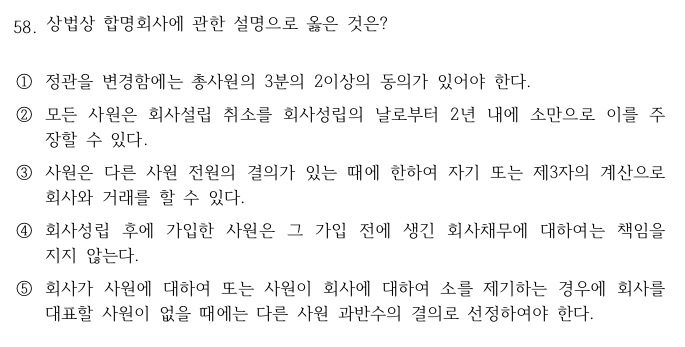 58. 상법상 합명회사에 관한 설명으로 옳은 것은?
① 정관을 변경함에는 총사원의 3분의 2이상의 동의가 있어야 한다.
② 모든 사원은 회사설립 취소를 회사성립의 날로부터 2년 내에 소만으로 이를 주
장할 수 있다.
③ 사원은 다른 사원 전원의 결의가 있는 때에 한하여 자기 또는 제3자의 계산으로
회사와 거래를 할 수 있다.
④ 회사성립 후에 가입한 사원은 그 가입 전에 생긴 회사채무에 대하여는 책임을
지지 않는다.
⑤ 회사가 사원에 대하여 또는 사원이 회사에 대하여 소를 제기하는 경우에 회사를
대표할 사원이 없을 때에는 다른 사원 과반수의 결의로 선정하여야 한다.